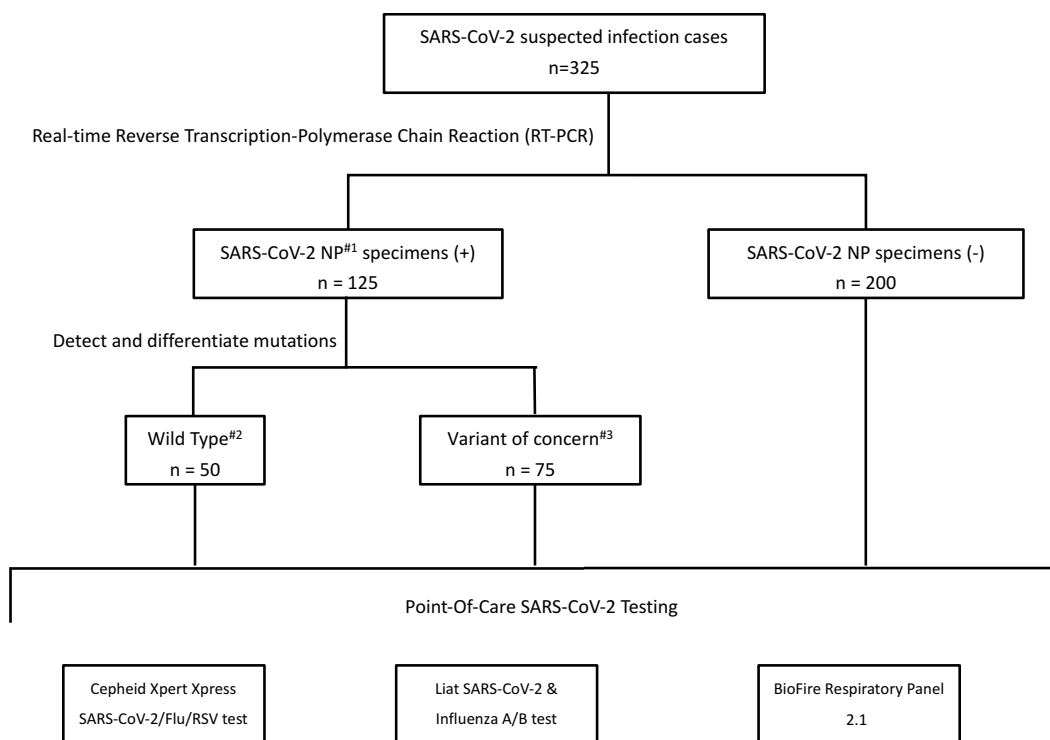 SARS-CoV-2 suspected infection cases
n=325
Real-time Reverse Transcription-Polymerase Chain Reaction (RT-PCR)
SARS-CoV-2 NP#1 specimens (+)
n = 125
SARS-CoV-2 NP specimens (-)
n = 200
Detect and differentiate mutations
Wild Type#2
n = 50
Variant of concern#3
n = 75
Point-Of-Care SARS-CoV-2 Testing
Cepheid Xpert Xpress
SARS-CoV-2/Flu/RSV test
Liat SARS-CoV-2 &
Influenza A/B test
BioFire Respiratory Panel
2.1